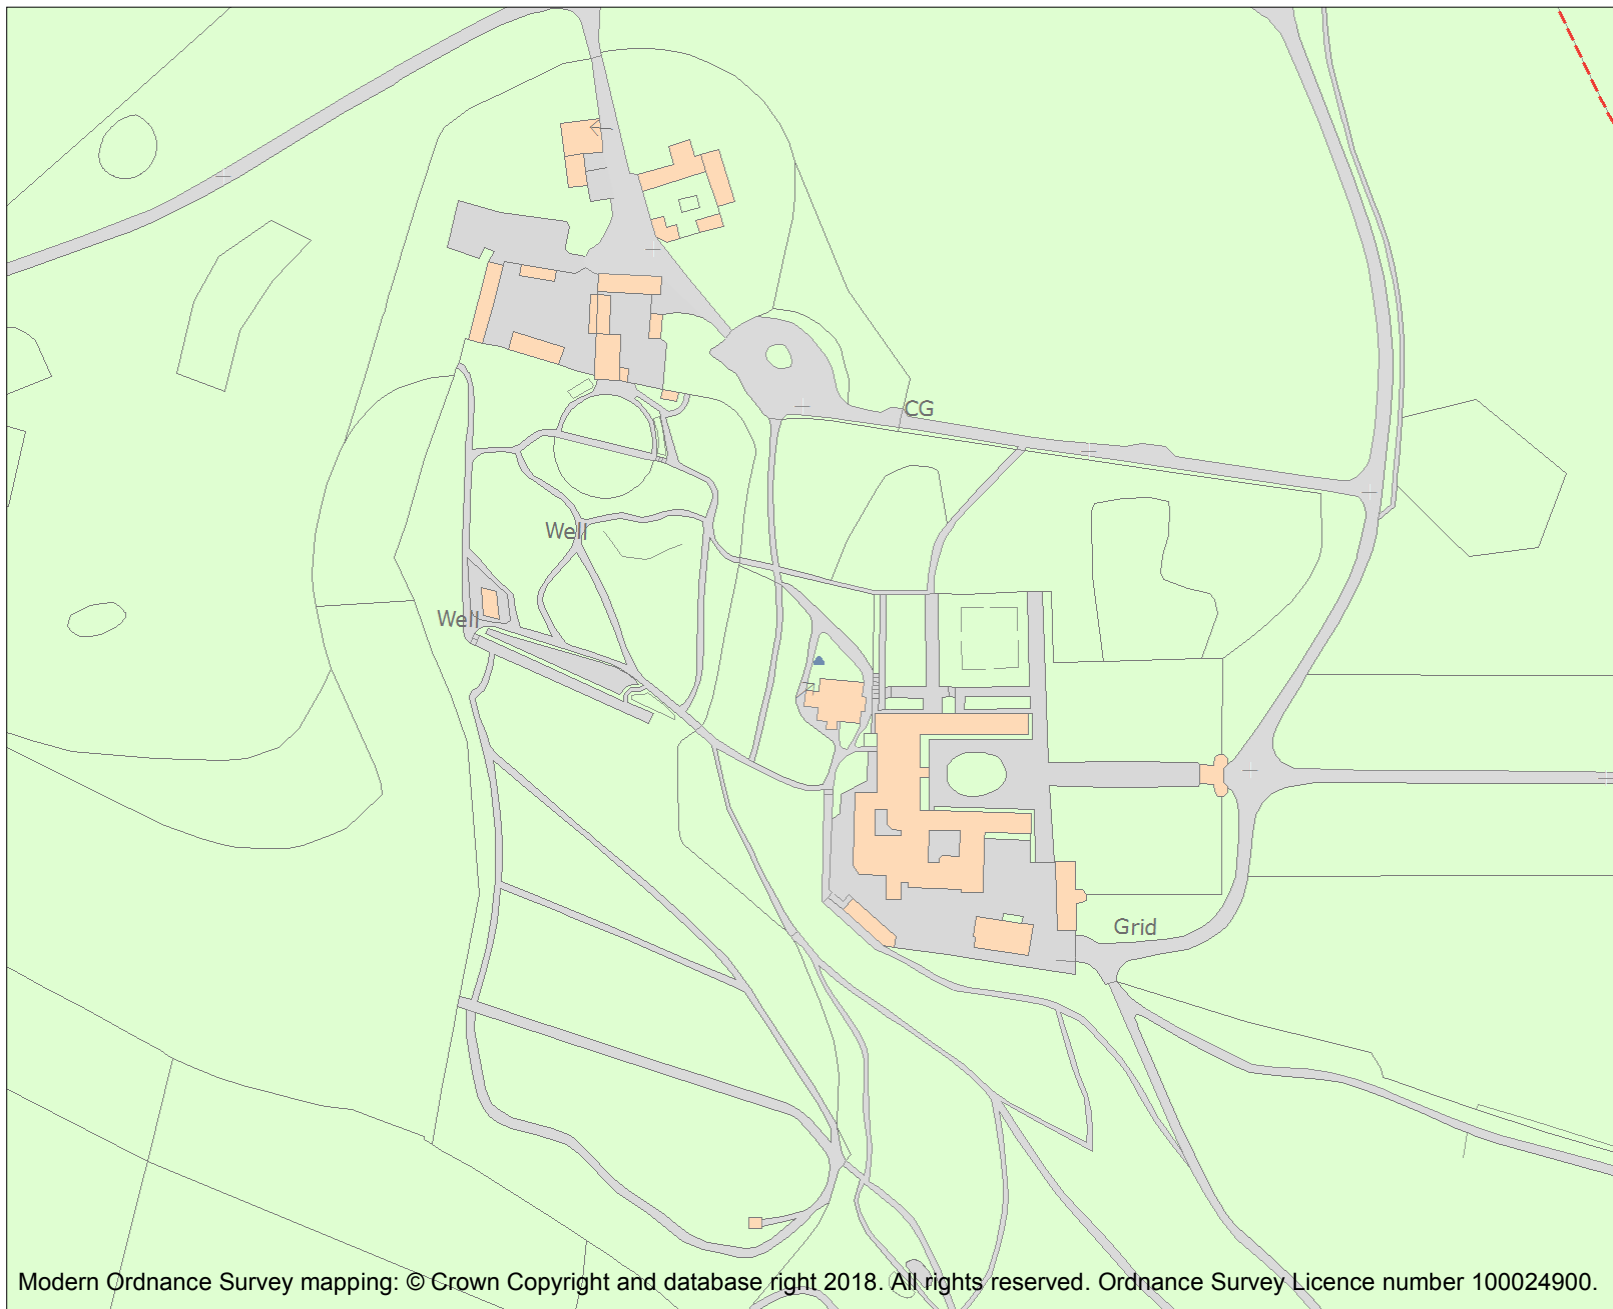 CG
Well
Well
Grid
Modern Ordnance Survey mapping: © Crown Copyright and database right 2018. All rights reserved. Ordnance Survey Licence number 100024900.